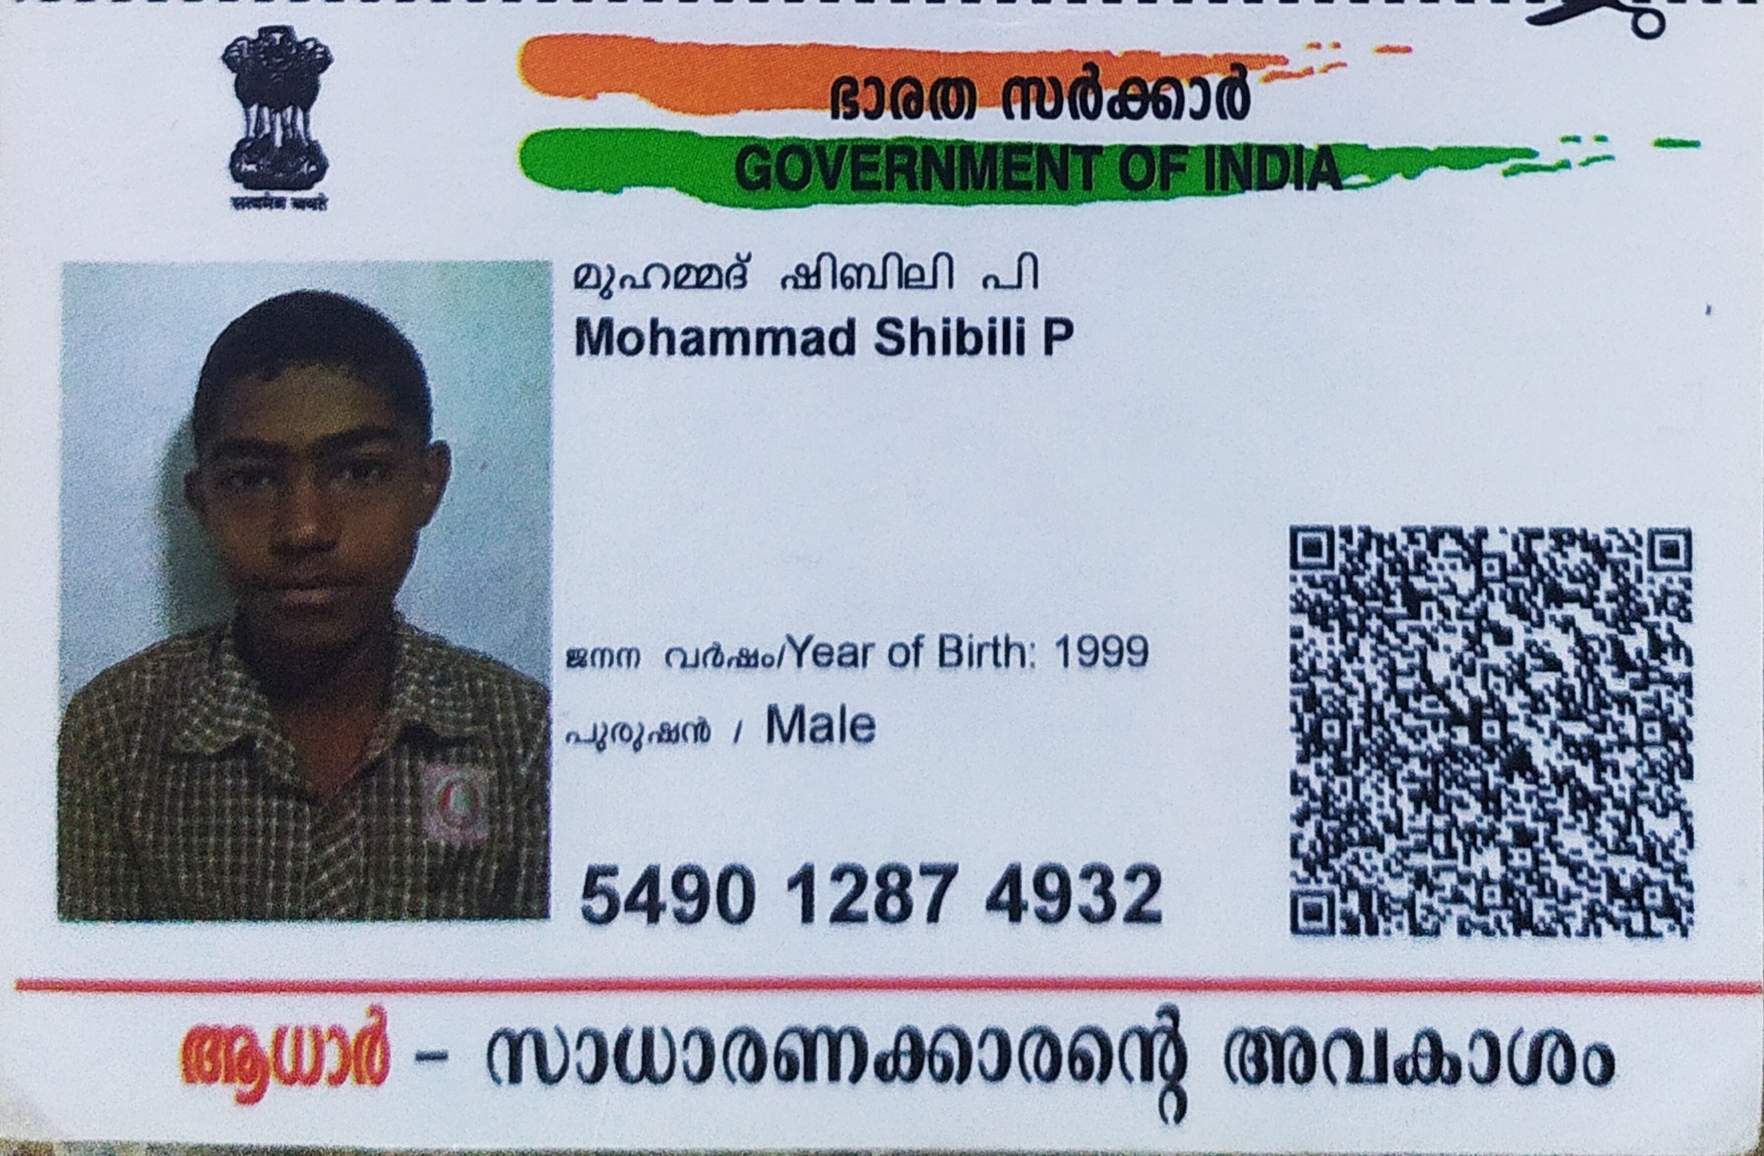 ഭാരത സർക്കാർ
GOVERNMENT OF INDIA
सत्यमेव जयते
മുഹമ്മദ് ഷിബിലി പി
Mohammad Shibili P
ജനന വർഷം/Year of Birth: 1999
പുരുഷൻ / Male
5490 1287 4932
ആധാർ - സാധാരണക്കാരന്റെ അവകാശം